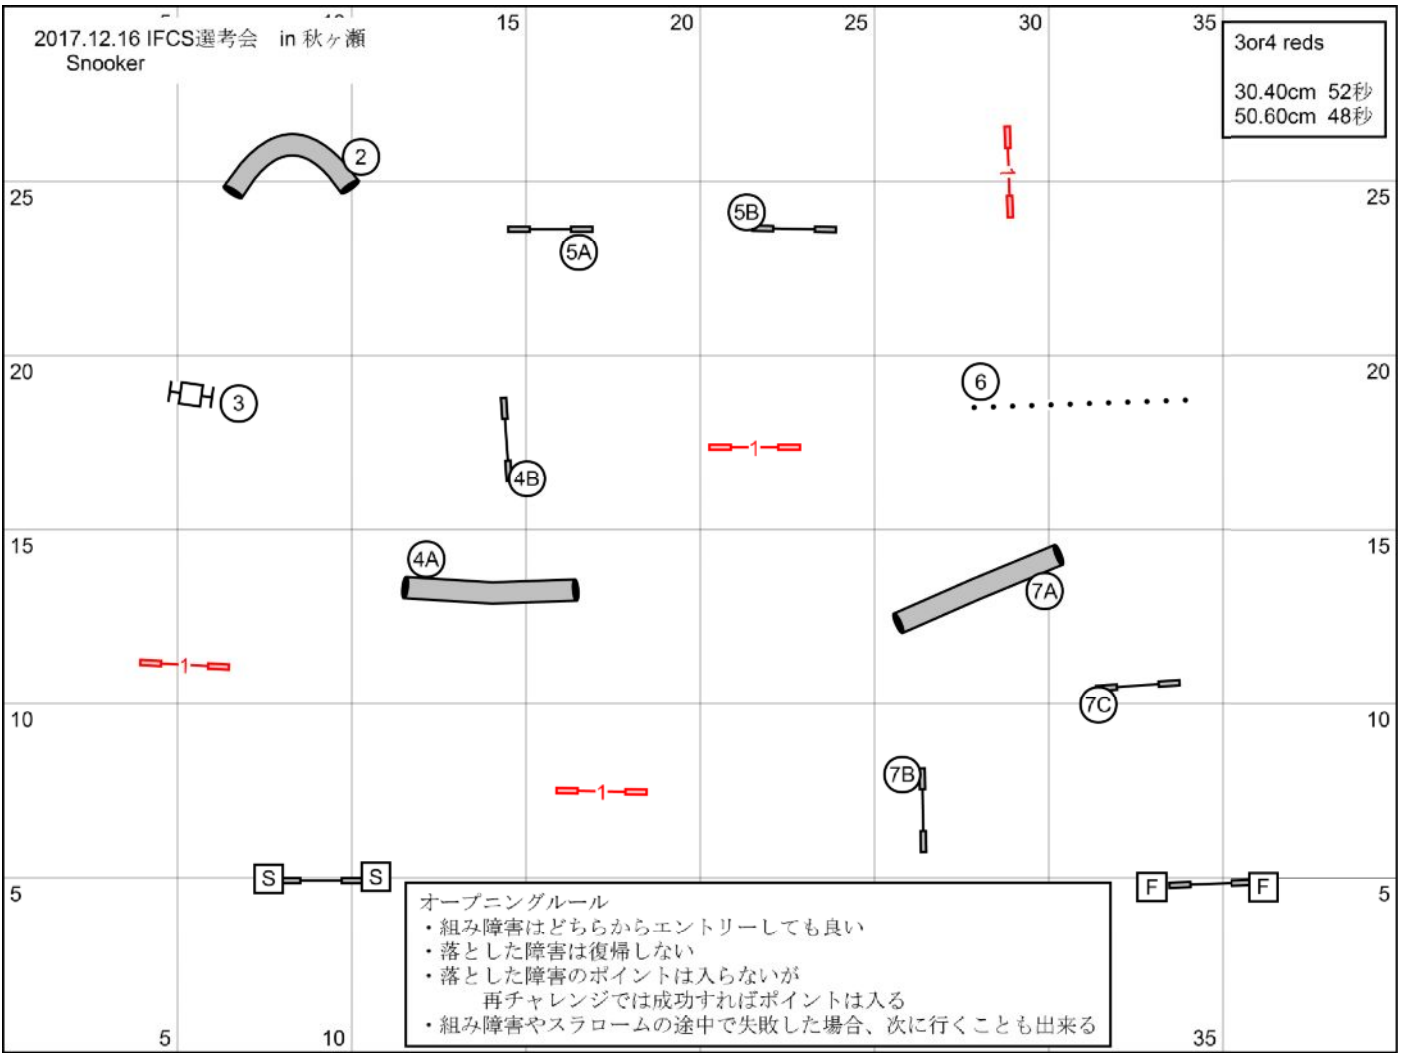 5 10 15 20 25 30 35
2017.12.16 IFCS選考会 in 秋ヶ瀬
Snooker
3or4 reds
30.40cm 52秒
50.60cm 48秒
2
1
25 25
5B
5A
20 20
6
3
1
4B
15 15
4A
7A
1
7C
10 10
7B
1
S S
F F
5 5
オープニングルール
・組み障害はどちらからエントリーしても良い
・落とした障害は復帰しない
・落とした障害のポイントは入らないが
再チャレンジでは成功すればポイントは入る
・組み障害やスラロームの途中で失敗した場合、次に行くことも出来る
5 10 35